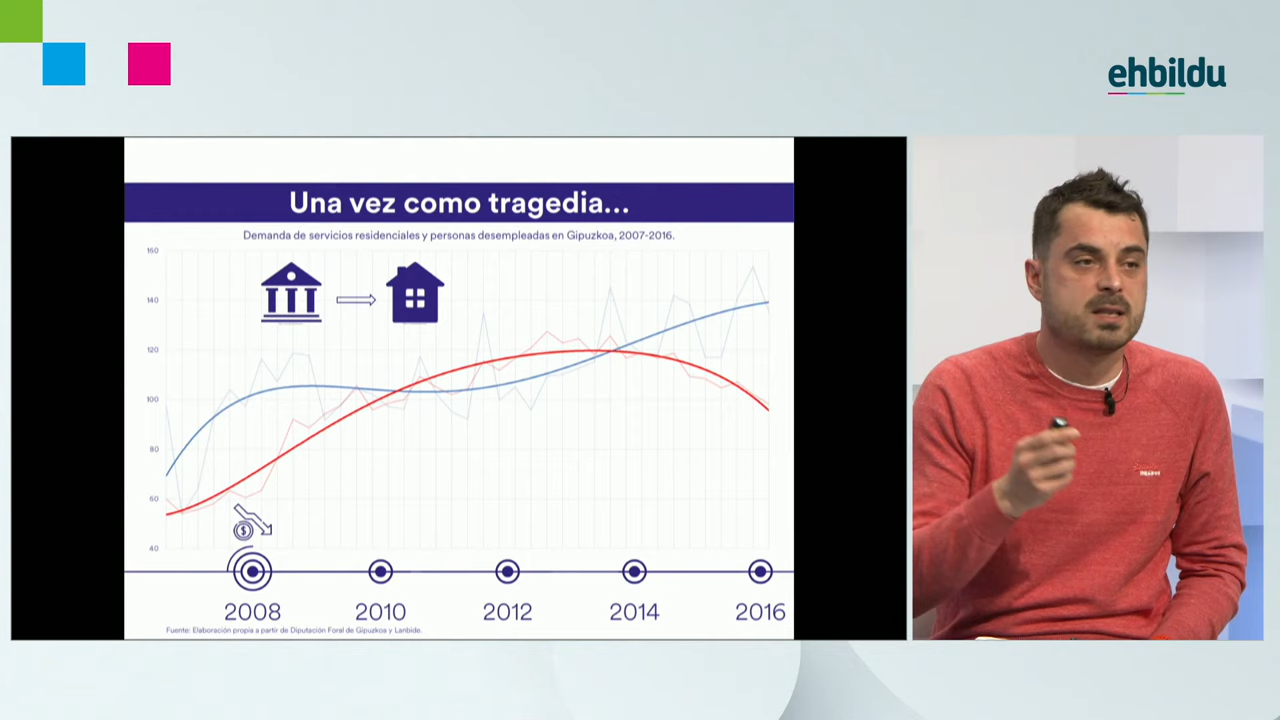 ehbildu
Una vez como tragedia...
Demanda de servicios residenciales y personas desempleadas en Gipuzkoa, 2007-2016.
160
140
120
100
80
60
40
$
2008 2010 2012 2014 2016
Fuente: Elaboración propia a partir de Diputación Foral de Gipuzkoa y Lanbide.